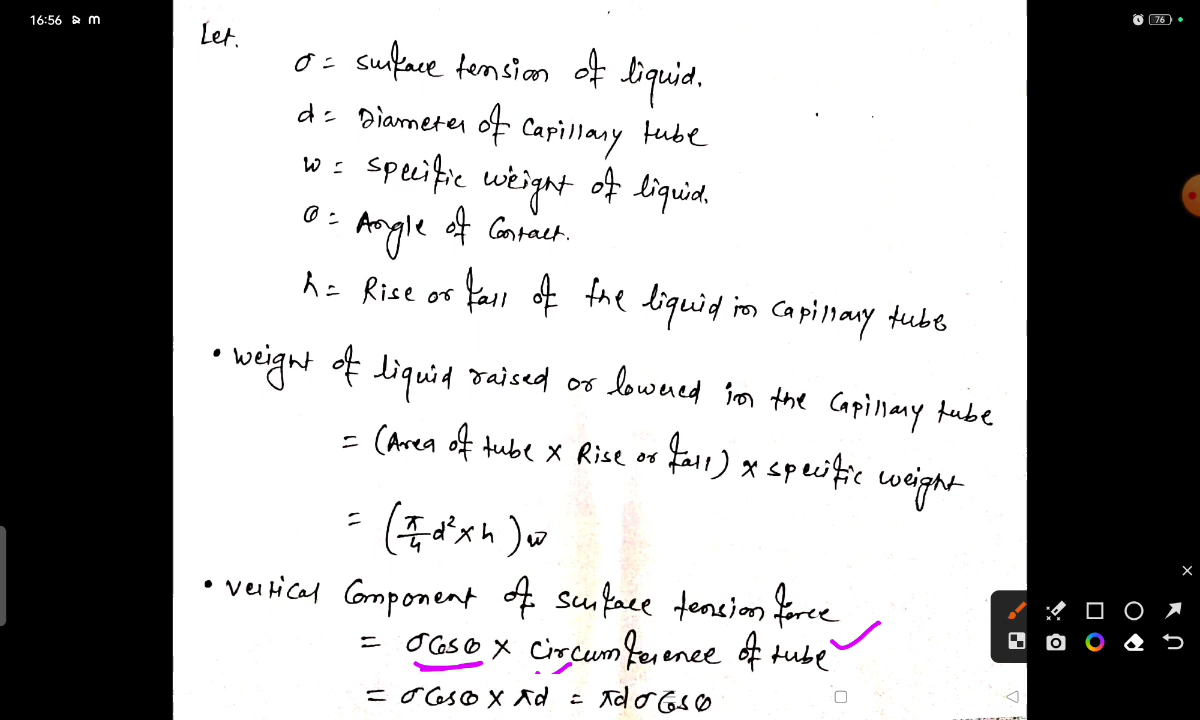 16:56 m
76
Let.
σ = surface tension of liquid.
d = Diameter of Capillary tube
w = specific weight of liquid.
θ = Angle of Contact.
h = Rise or fall of the liquid in Capillary tube
• weight of liquid raised or lowered in the Capillary tube
= (Area of tube × Rise or fall) × specific weight
= (π/4 d² × h) w
• vertical Component of surface tension force
= σ Cos θ × circumference of tube
= σ Cos θ × πd = πd σ Cos θ